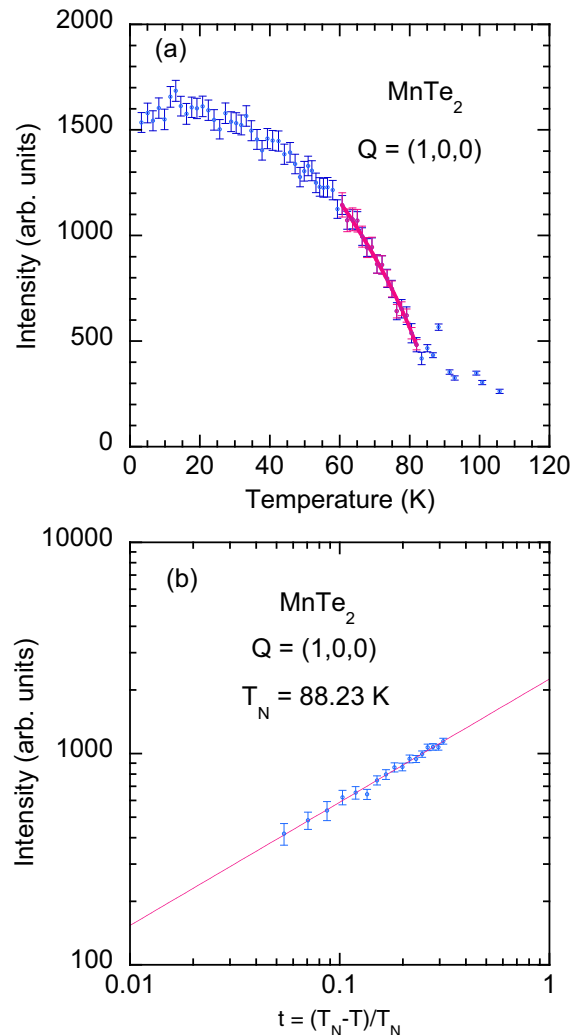 2000
(a)
MnTe2
1500
Q = (1,0,0)
Intensity (arb. units)
1000
500
0
0 20 40 60 80 100 120
Temperature (K)
10000
(b)
MnTe2
Q = (1,0,0)
TN = 88.23 K
Intensity (arb. units)
1000
100
0.01 0.1 1
t = (TN-T)/TN